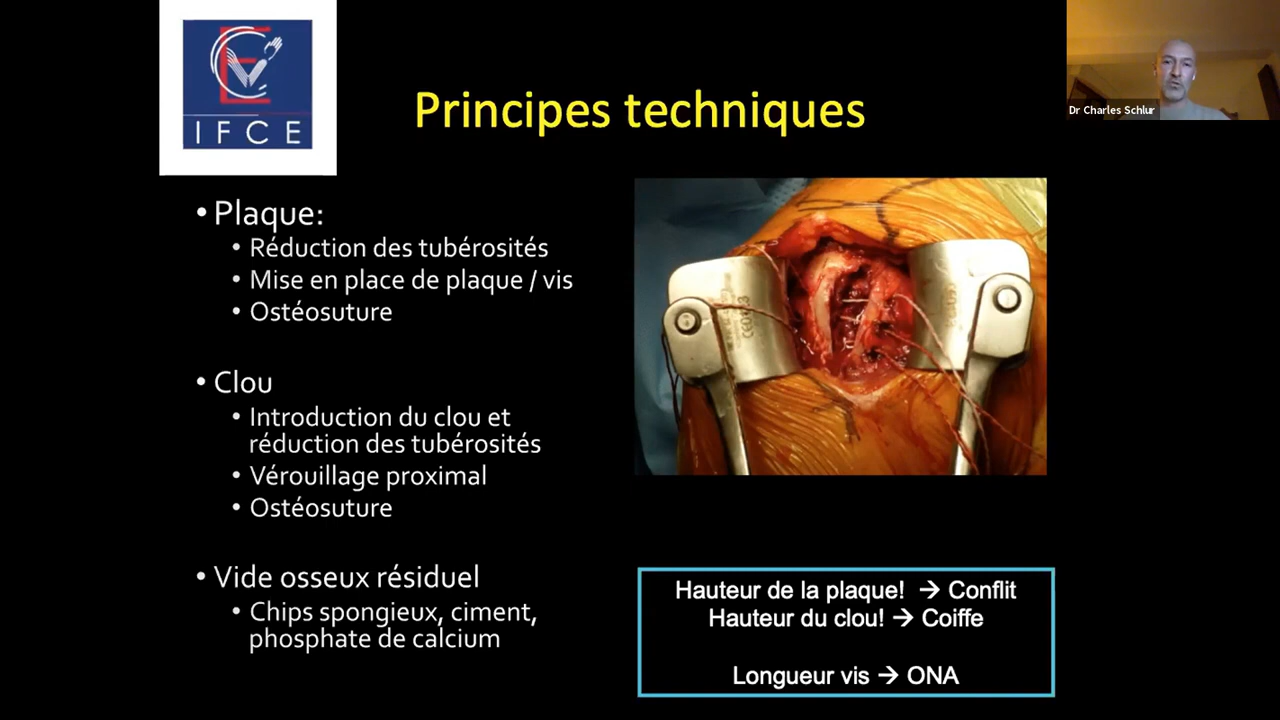 IFCE
Principes techniques
Dr Charles Schlur
• Plaque:
• Réduction des tubérosités
• Mise en place de plaque / vis
• Ostéosuture
• Clou
• Introduction du clou et
réduction des tubérosités
• Vérouillage proximal
• Ostéosuture
• Vide osseux résiduel
• Chips spongieux, ciment,
phosphate de calcium
Hauteur de la plaque! → Conflit
Hauteur du clou! → Coiffe
Longueur vis → ONA